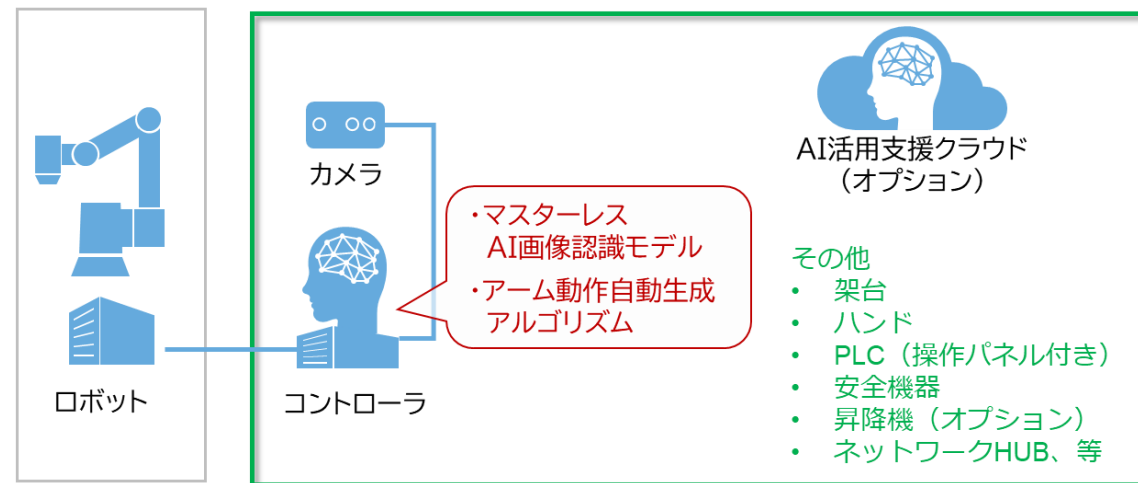 ロボット
カメラ
コントローラ
・マスターレス
AI画像認識モデル
・アーム動作自動生成
アルゴリズム
AI活用支援クラウド
（オプション）
その他
• 架台
• ハンド
• PLC（操作パネル付き）
• 安全機器
• 昇降機（オプション）
• ネットワークHUB、等